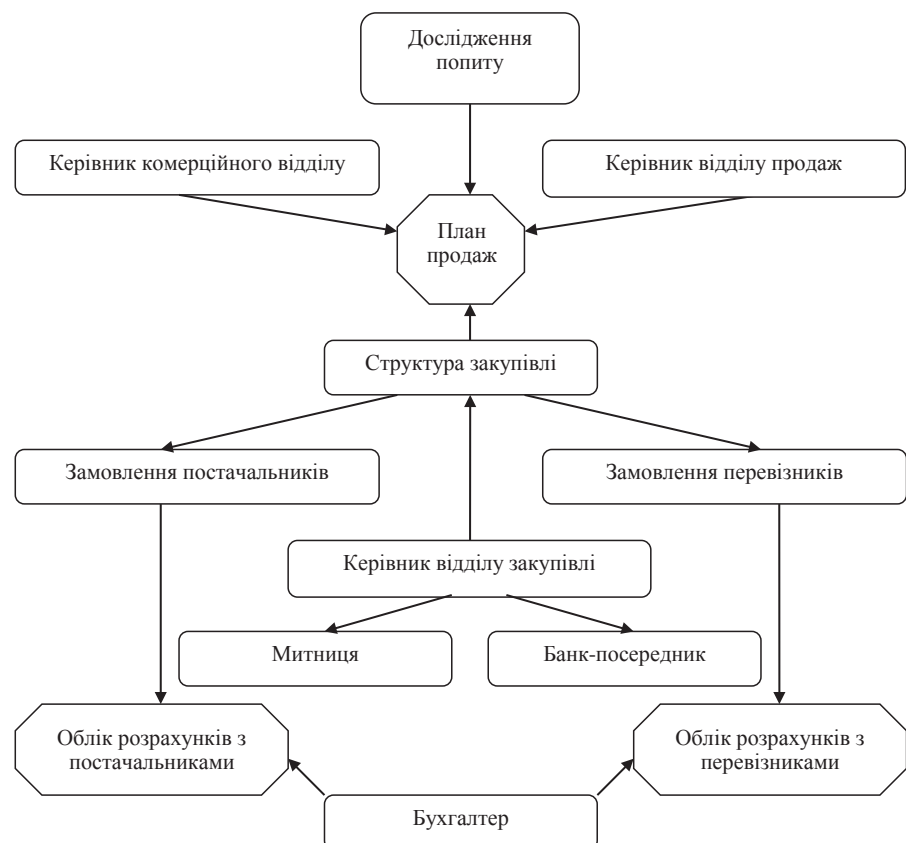 Дослідження
попиту
Керівник комерційного відділу
Керівник відділу продаж
План
продаж
Структура закупівлі
Замовлення постачальників
Замовлення перевізників
Керівник відділу закупівлі
Митниця
Банк-посередник
Облік розрахунків з
постачальниками
Облік розрахунків з
перевізниками
Бухгалтер